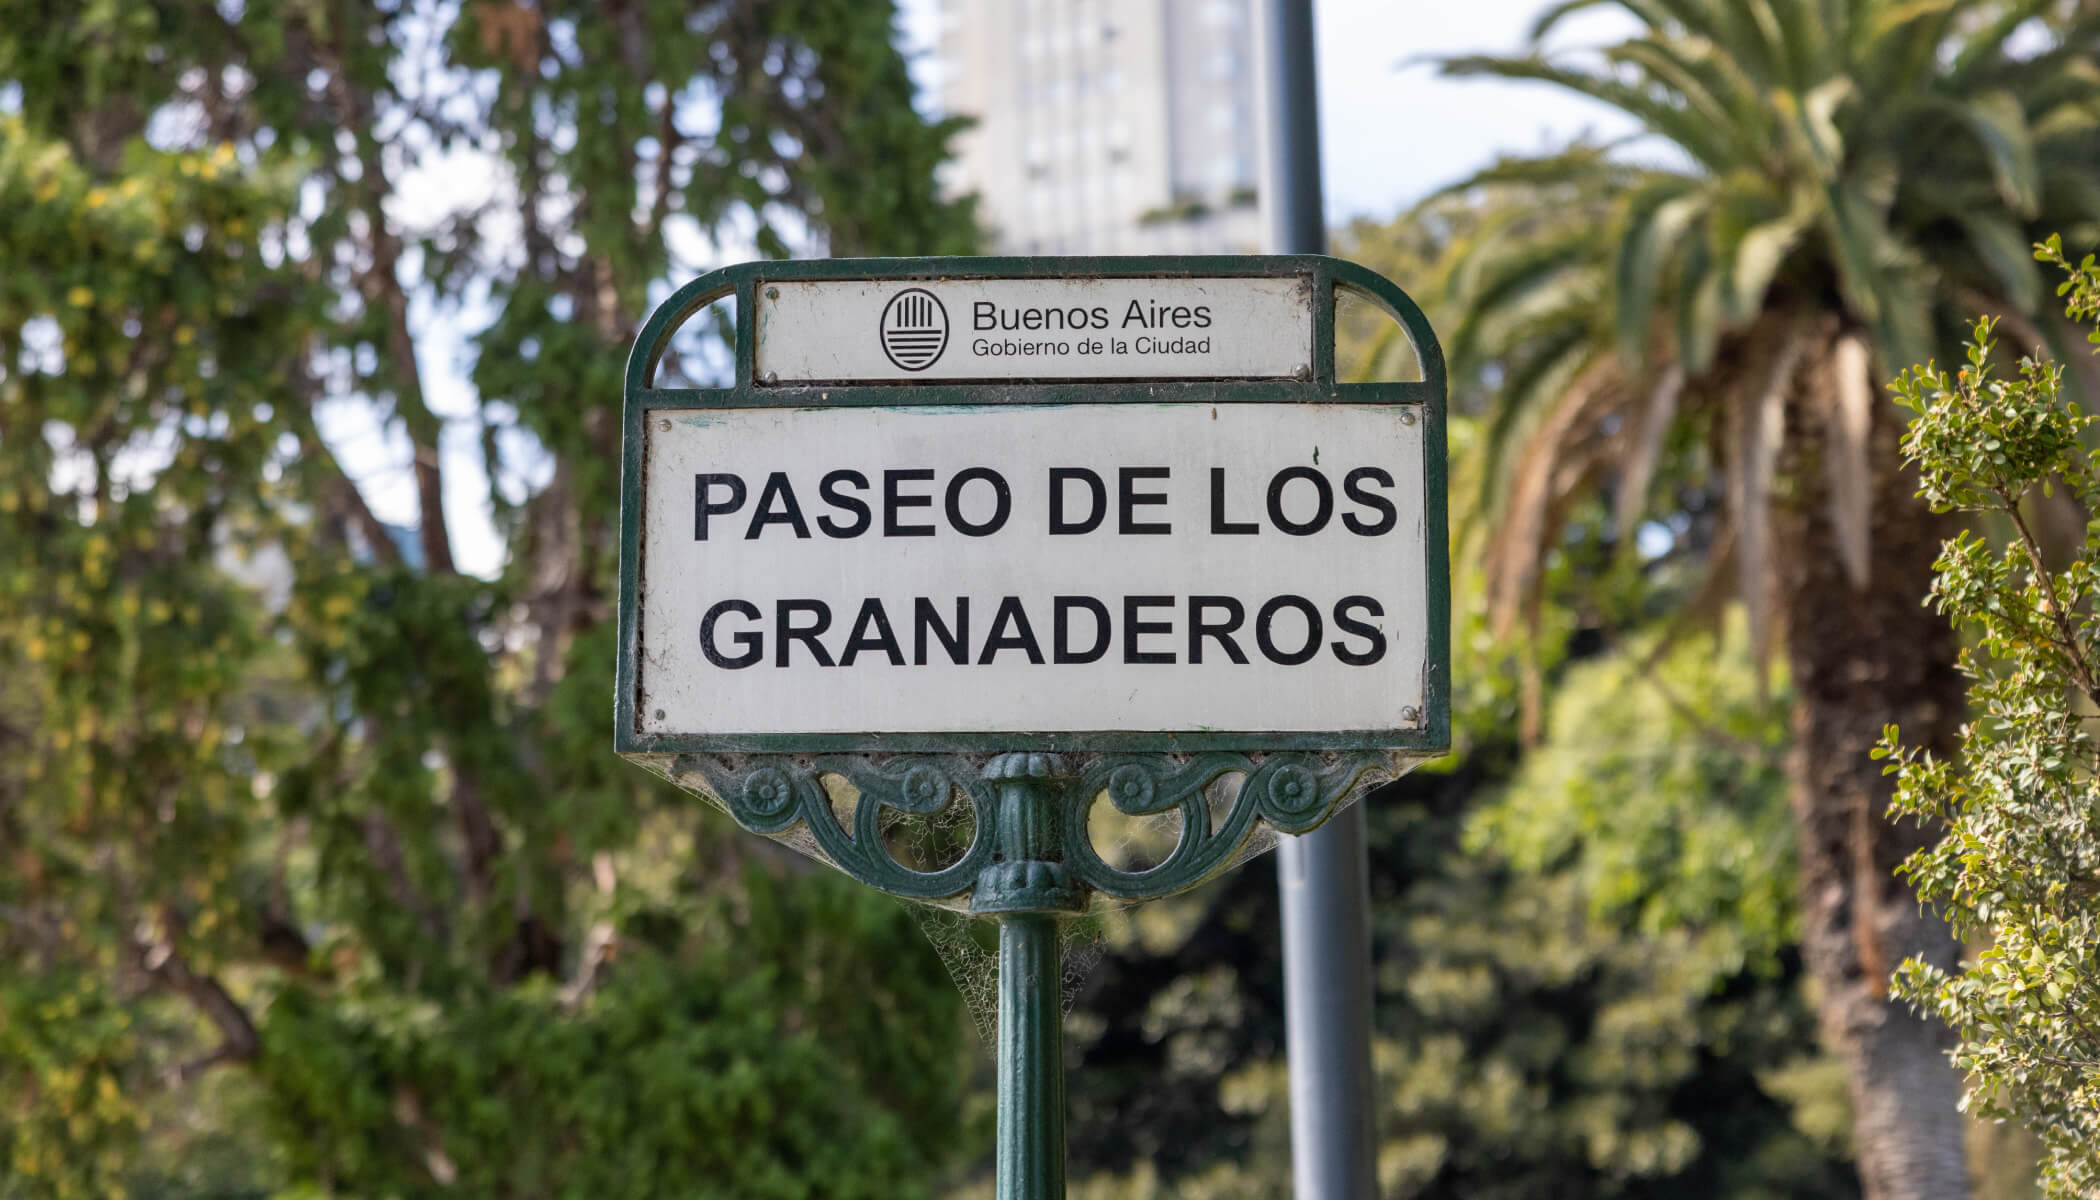 Buenos Aires
Gobierno de la Ciudad
PASEO DE LOS
GRANADEROS